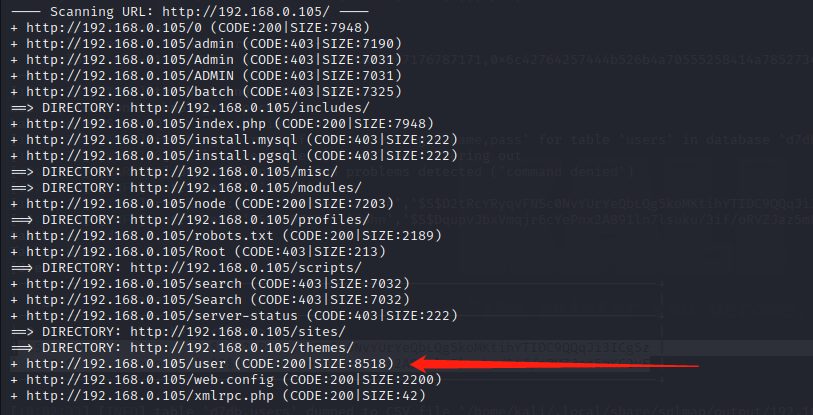 ---- Scanning URL: http://192.168.0.105/ ----
+ http://192.168.0.105/0 (CODE:200|SIZE:7948)
+ http://192.168.0.105/admin (CODE:403|SIZE:7190)
+ http://192.168.0.105/Admin (CODE:403|SIZE:7031)
+ http://192.168.0.105/ADMIN (CODE:403|SIZE:7031)
+ http://192.168.0.105/batch (CODE:403|SIZE:7325)
==> DIRECTORY: http://192.168.0.105/includes/
+ http://192.168.0.105/index.php (CODE:200|SIZE:7948)
+ http://192.168.0.105/install.mysql (CODE:403|SIZE:222)
+ http://192.168.0.105/install.pgsql (CODE:403|SIZE:222)
==> DIRECTORY: http://192.168.0.105/misc/
==> DIRECTORY: http://192.168.0.105/modules/
+ http://192.168.0.105/node (CODE:200|SIZE:7203)
==> DIRECTORY: http://192.168.0.105/profiles/
+ http://192.168.0.105/robots.txt (CODE:200|SIZE:2189)
+ http://192.168.0.105/Root (CODE:403|SIZE:213)
==> DIRECTORY: http://192.168.0.105/scripts/
+ http://192.168.0.105/search (CODE:403|SIZE:7032)
+ http://192.168.0.105/Search (CODE:403|SIZE:7032)
+ http://192.168.0.105/server-status (CODE:403|SIZE:222)
==> DIRECTORY: http://192.168.0.105/sites/
==> DIRECTORY: http://192.168.0.105/themes/
+ http://192.168.0.105/user (CODE:200|SIZE:8518)
+ http://192.168.0.105/web.config (CODE:200|SIZE:2200)
+ http://192.168.0.105/xmlrpc.php (CODE:200|SIZE:42)